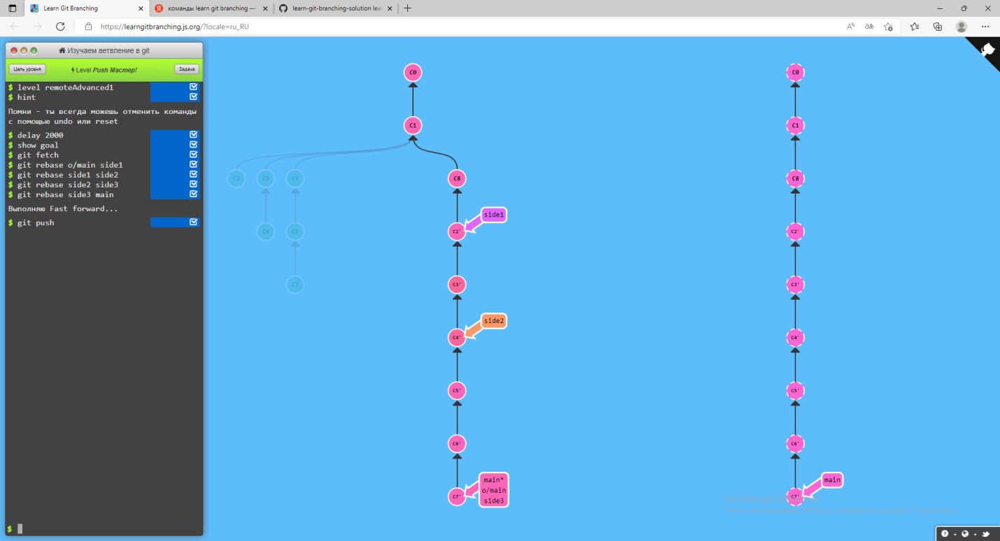 Learn Git Branching
команды learn git branching —
learn-git-branching-solution lea
https://learngitbranching.js.org/?locale=ru_RU
Изучаем ветвление в git
Цель уровня
Level Push Мастер!
Задача
$ level remoteAdvanced1
$ hint
Помни - ты всегда можешь отменить команды
с помощью undo или reset
$ delay 2000
$ show goal
$ git fetch
$ git rebase o/main side1
$ git rebase side1 side2
$ git rebase side2 side3
$ git rebase side3 main
Выполняю Fast forward...
$ git push
$
C0
C1
C2
C3
C5
C8
C4
C6
C2'
side1
C7
C3'
C4'
side2
C5'
C6'
C7'
main*
o/main
side3
C0
C1
C8
C2'
C3'
C4'
C5'
C6'
C7'
main